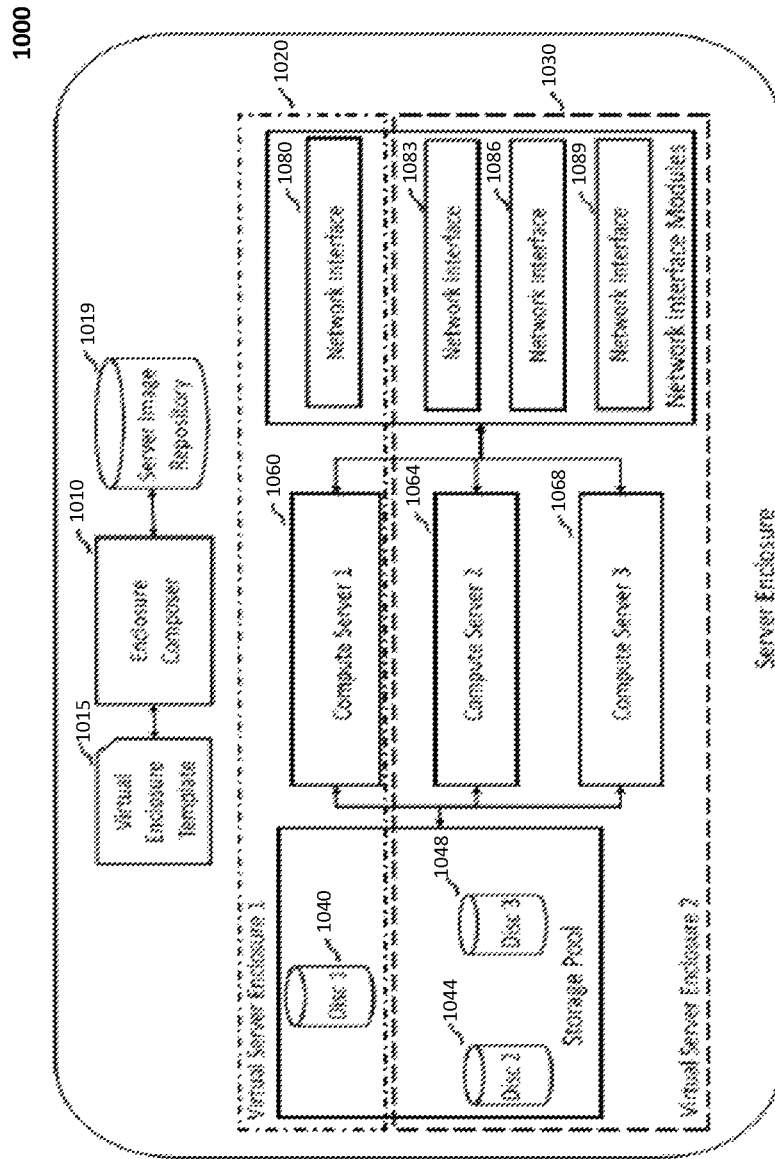 1000
1015
Virtual
Enclosure
Template
1010
Enclosure
Composer
1019
Server Image
Repository
Virtual Server Enclosure 1
1020
1040
Disc 1
1060
Compute Server 1
1080
Network Interface
1030
1044
Disc 2
1048
Disc 3
Storage Pool
1064
Compute Server 2
1068
Compute Server 3
1083
Network Interface
1086
Network Interface
1089
Network Interface
Network Interface Modules
Virtual Server Enclosure 2
Server Enclosure